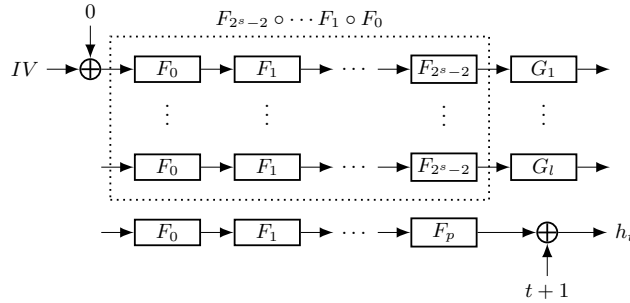 0
F_{2^s-2} ∘ ⋯ F_1 ∘ F_0
IV F_0 F_1 ⋯ F_{2^s-2} G_1
⋮ ⋮ ⋮ ⋮
F_0 F_1 ⋯ F_{2^s-2} G_l
F_0 F_1 ⋯ F_p
t + 1